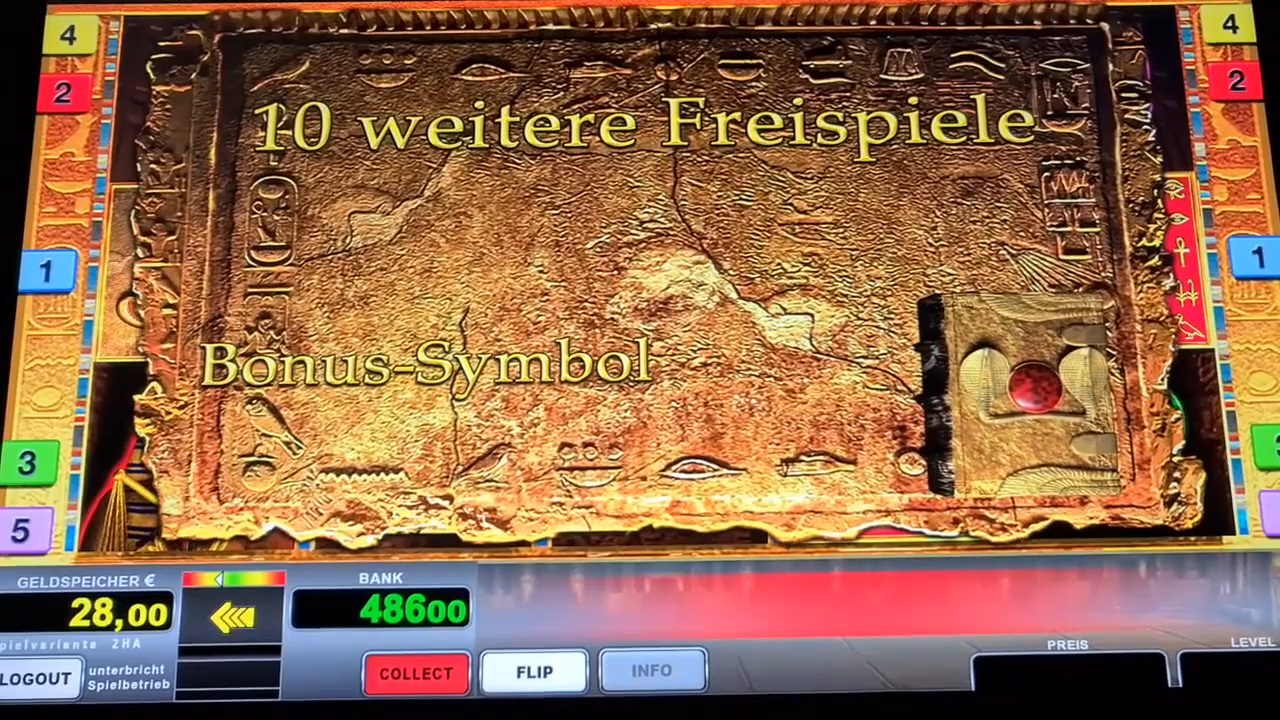 4
4
2
2
10 weitere Freispiele
1
1
Bonus-Symbol
3
5
GELDSPEICHER €
BANK
28,00
48600
pielvariante 2HA
PREIS
LEVEL
LOGOUT
unterbricht
Spielbetrieb
COLLECT
FLIP
INFO